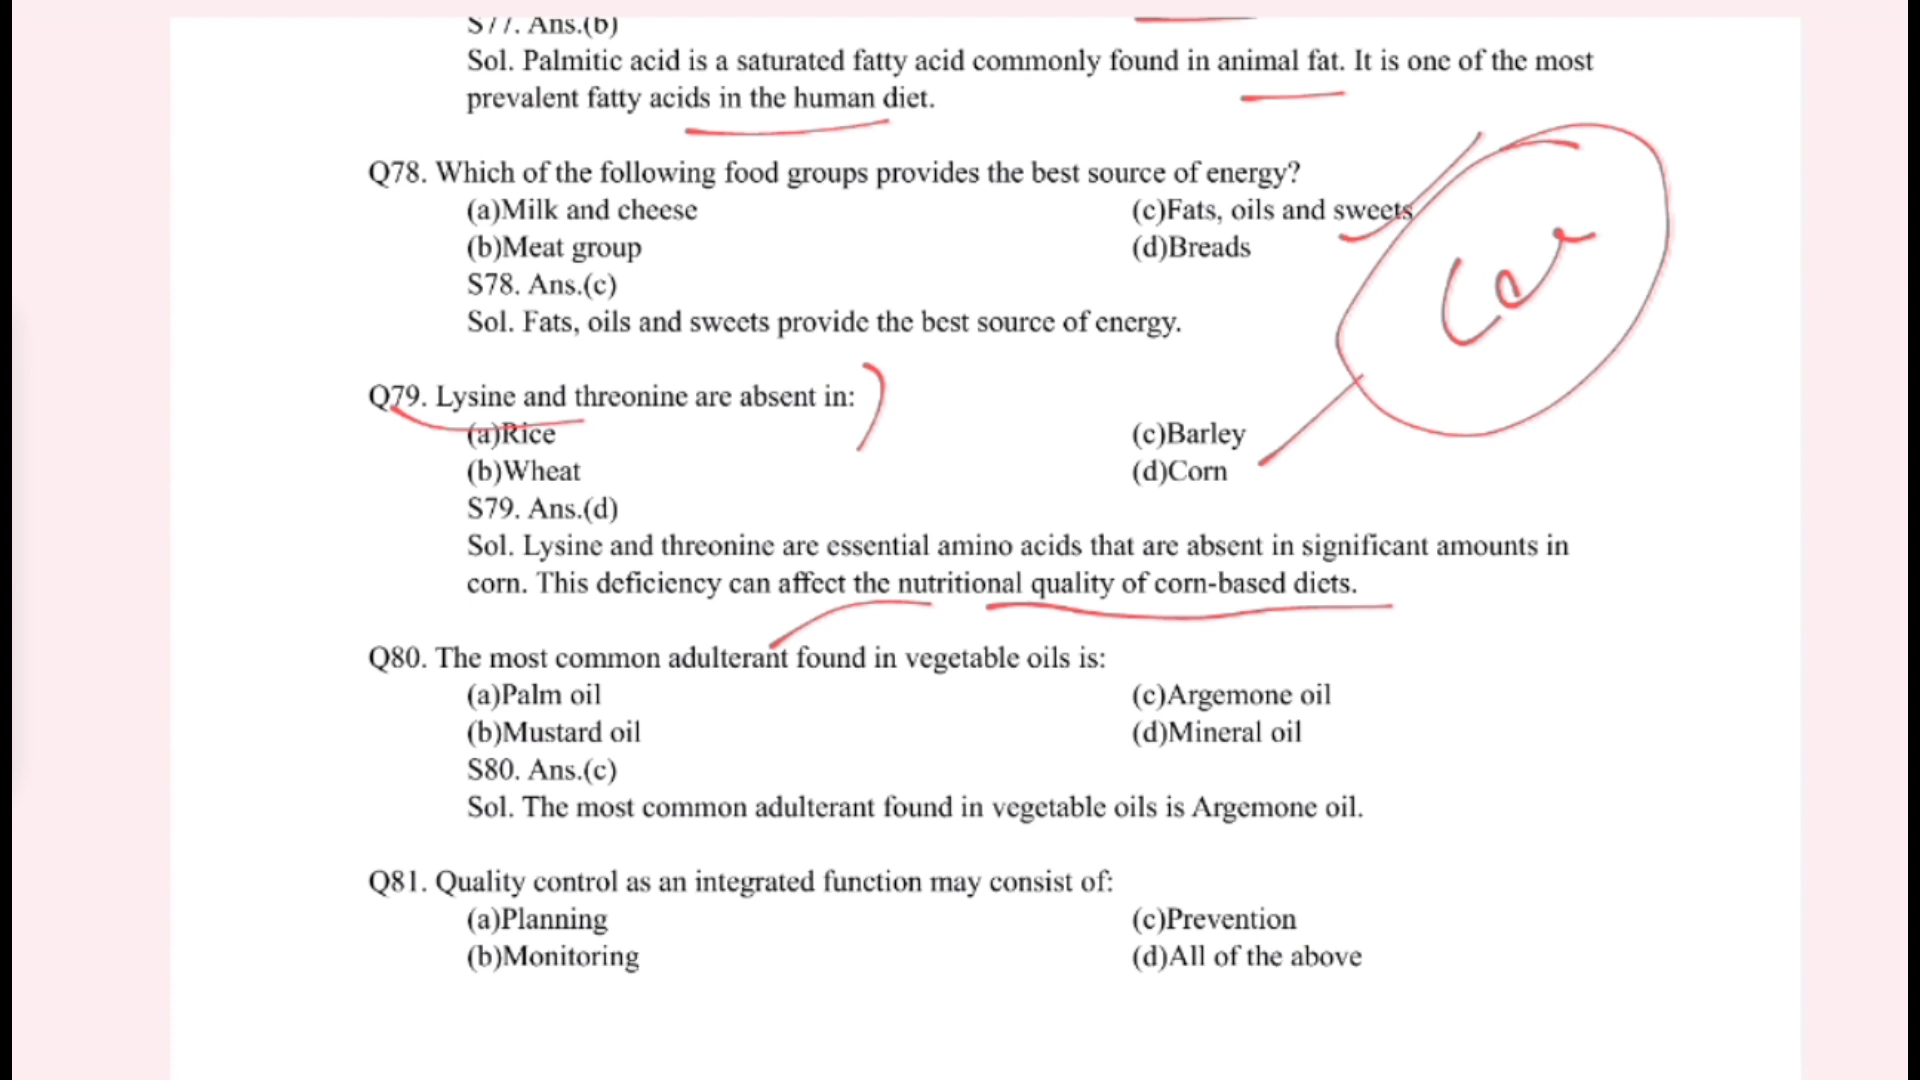 S77. Ans.(b)
Sol. Palmitic acid is a saturated fatty acid commonly found in animal fat. It is one of the most
prevalent fatty acids in the human diet.
Q78. Which of the following food groups provides the best source of energy?
(a)Milk and cheese
(c)Fats, oils and sweets
(b)Meat group
(d)Breads
S78. Ans.(c)
Sol. Fats, oils and sweets provide the best source of energy.
Q79. Lysine and threonine are absent in:
(a)Rice
(c)Barley
(b)Wheat
(d)Corn
S79. Ans.(d)
Sol. Lysine and threonine are essential amino acids that are absent in significant amounts in
corn. This deficiency can affect the nutritional quality of corn-based diets.
Q80. The most common adulterant found in vegetable oils is:
(a)Palm oil
(c)Argemone oil
(b)Mustard oil
(d)Mineral oil
S80. Ans.(c)
Sol. The most common adulterant found in vegetable oils is Argemone oil.
Q81. Quality control as an integrated function may consist of:
(a)Planning
(c)Prevention
(b)Monitoring
(d)All of the above